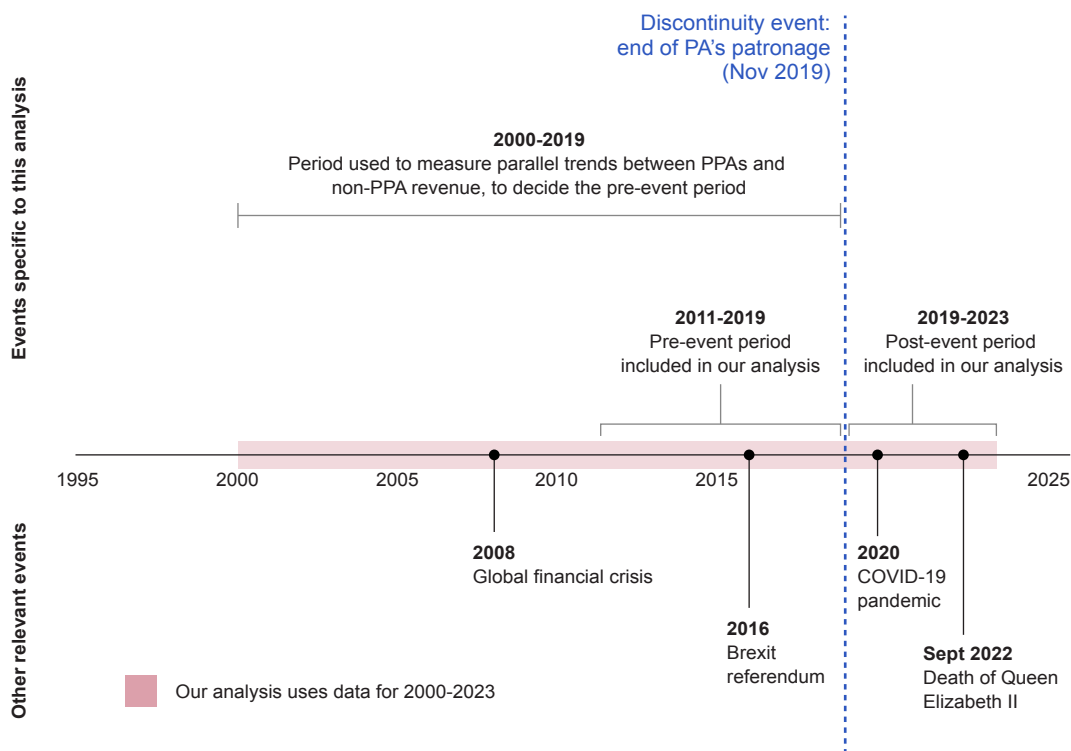 Discontinuity event:
end of PA’s patronage
(Nov 2019)
Events specific to this analysis
2000-2019
Period used to measure parallel trends between PPAs and
non-PPA revenue, to decide the pre-event period
2011-2019
Pre-event period
included in our analysis
2019-2023
Post-event period
included in our analysis
1995
2000
2005
2010
2015
2025
Other relevant events
2008
Global financial crisis
2016
Brexit
referendum
2020
COVID-19
pandemic
Sept 2022
Death of Queen
Elizabeth II
Our analysis uses data for 2000-2023